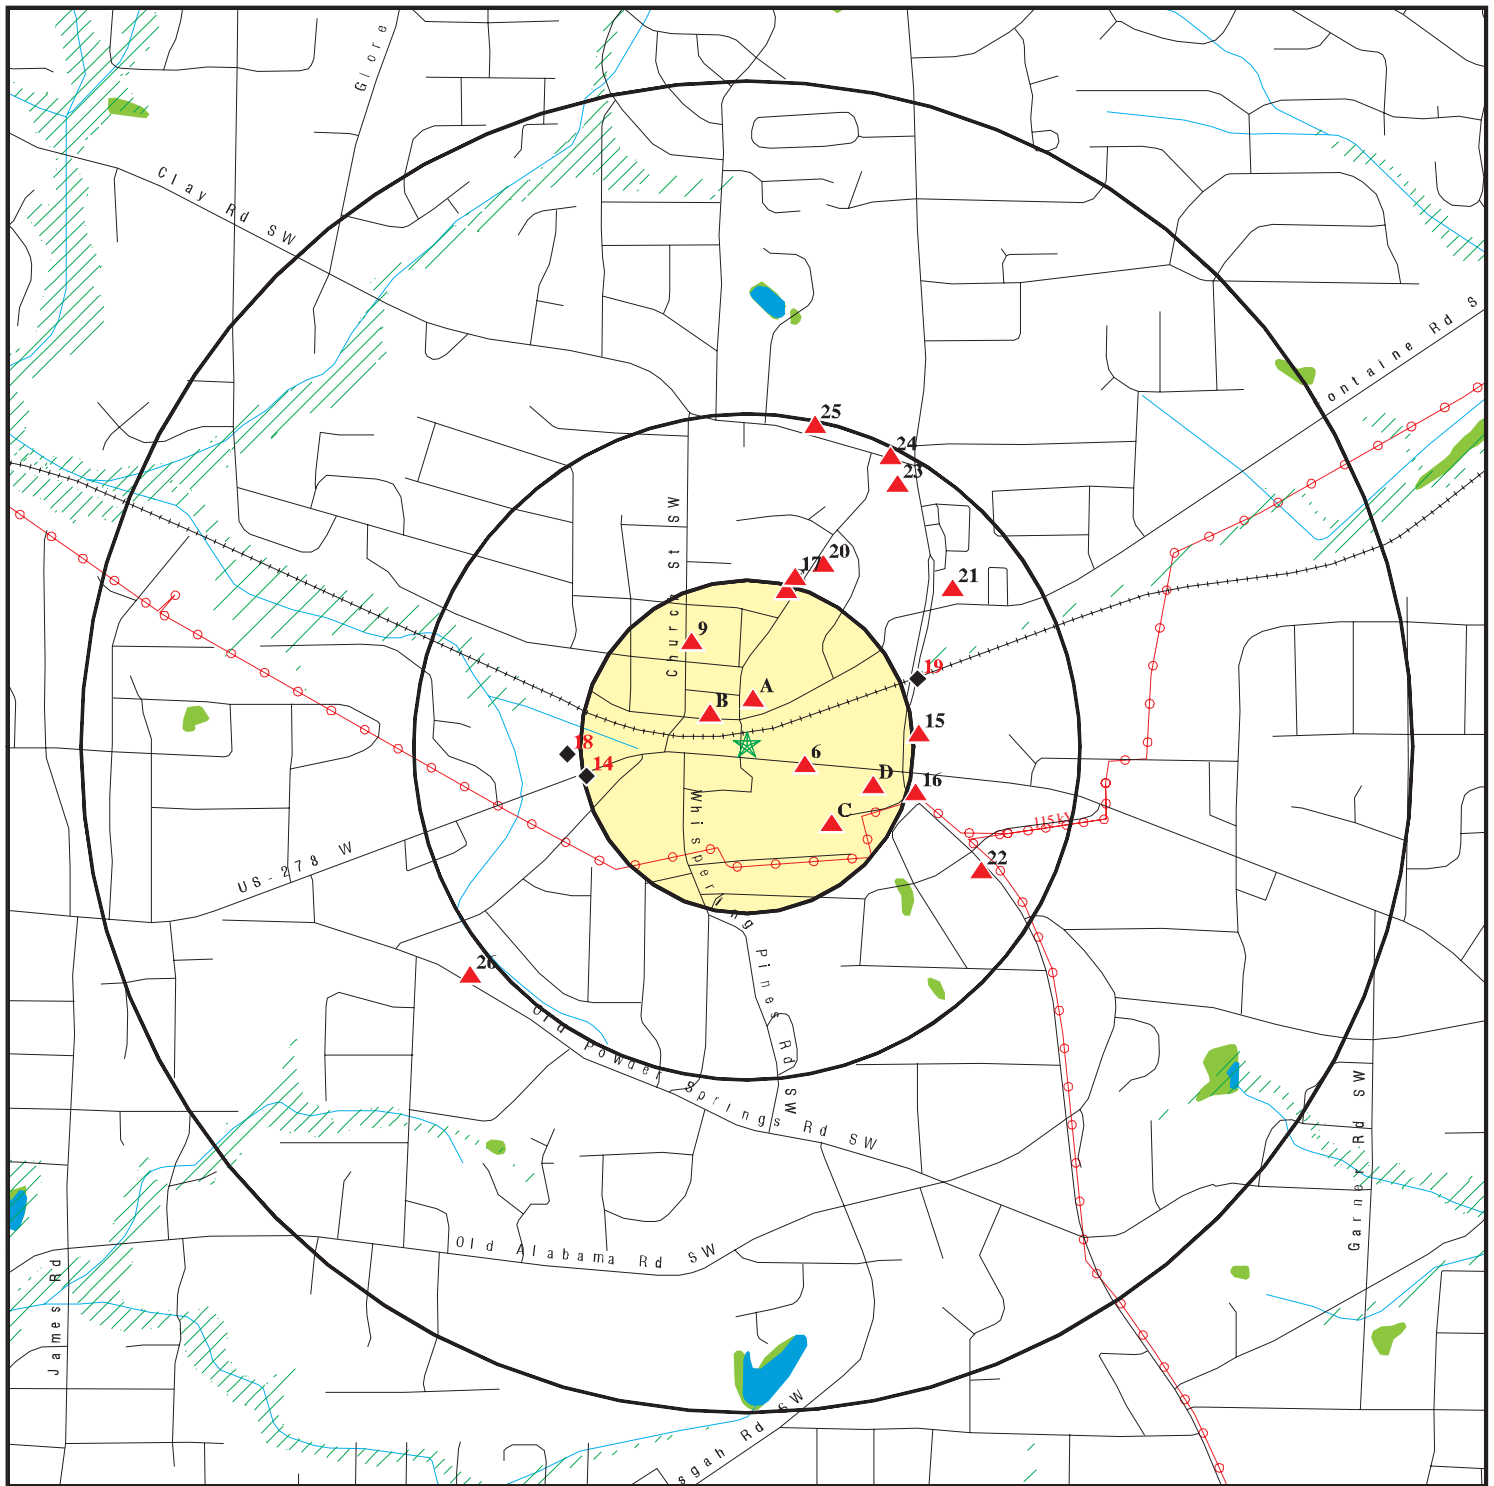 Glore
Clay Rd SW
ontaine Rd S
25
24
23
Church St SW
20
17
21
9
19
A
B
15
18
14
6
D
16
C
115 kV
22
US-278 W
Whispering Pines Rd SW
26
Old Powder Springs Rd SW
Garner Rd SW
Old Alabama Rd SW
James Rd
sgah Rd SW